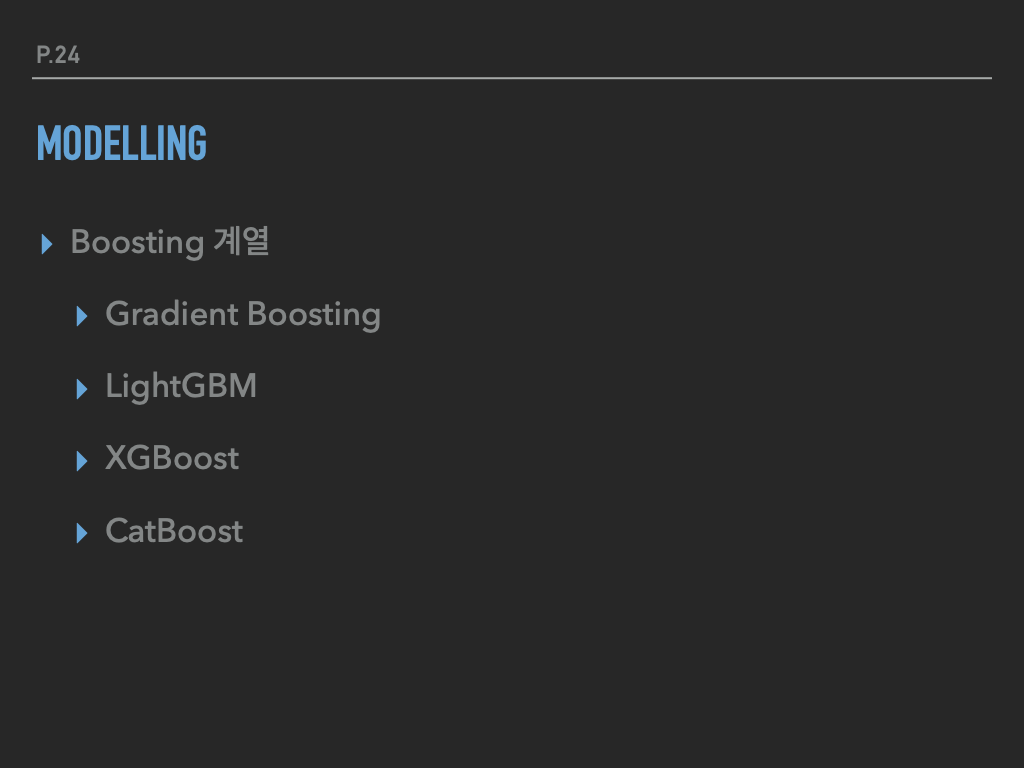 P.24
MODELLING
Boosting 계열
Gradient Boosting
LightGBM
XGBoost
CatBoost